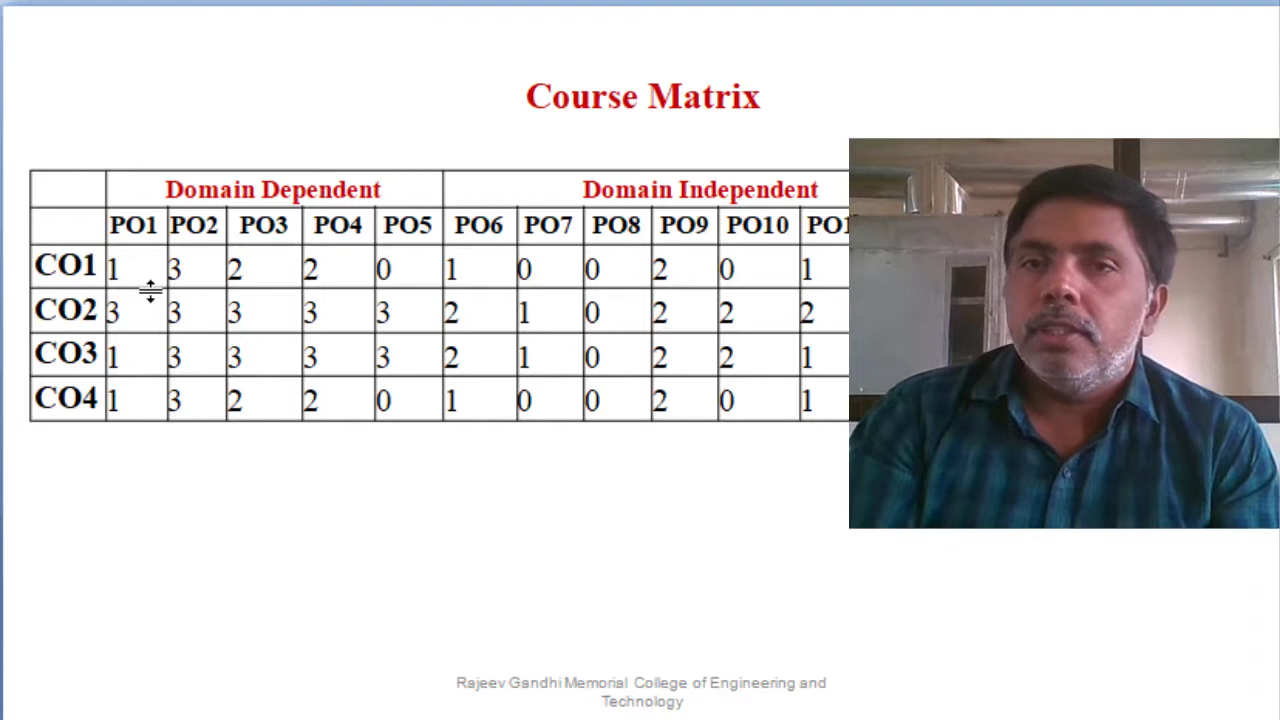 Course Matrix
Domain Dependent Domain Independent
PO1 PO2 PO3 PO4 PO5 PO6 PO7 PO8 PO9 PO10
CO1 1 3 2 2 0 1 0 0 2 0 1
CO2 3 3 3 3 3 2 1 0 2 2 2
CO3 1 3 3 3 3 2 1 0 2 2 1
CO4 1 3 2 2 0 1 0 0 2 0 1
Rajeev Gandhi Memorial College of Engineering and
Technology